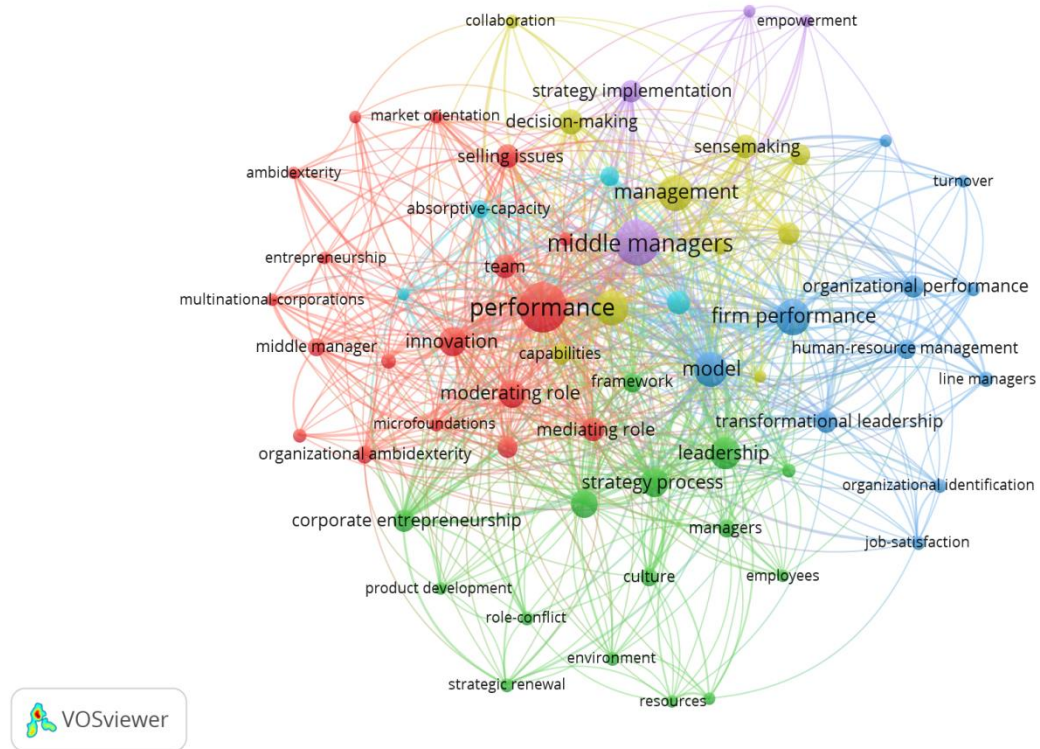 collaboration
empowerment
strategy implementation
market orientation
decision-making
selling issues
sensemaking
ambidexterity
management
turnover
absorptive-capacity
middle managers
entrepreneurship
team
organizational performance
multinational-corporations
performance
firm performance
middle manager
innovation
capabilities
human-resource management
model
framework
line managers
moderating role
microfoundations
mediating role
transformational leadership
organizational ambidexterity
leadership
strategy process
organizational identification
corporate entrepreneurship
managers
job-satisfaction
culture
employees
product development
role-conflict
environment
strategic renewal
resources
VOSviewer